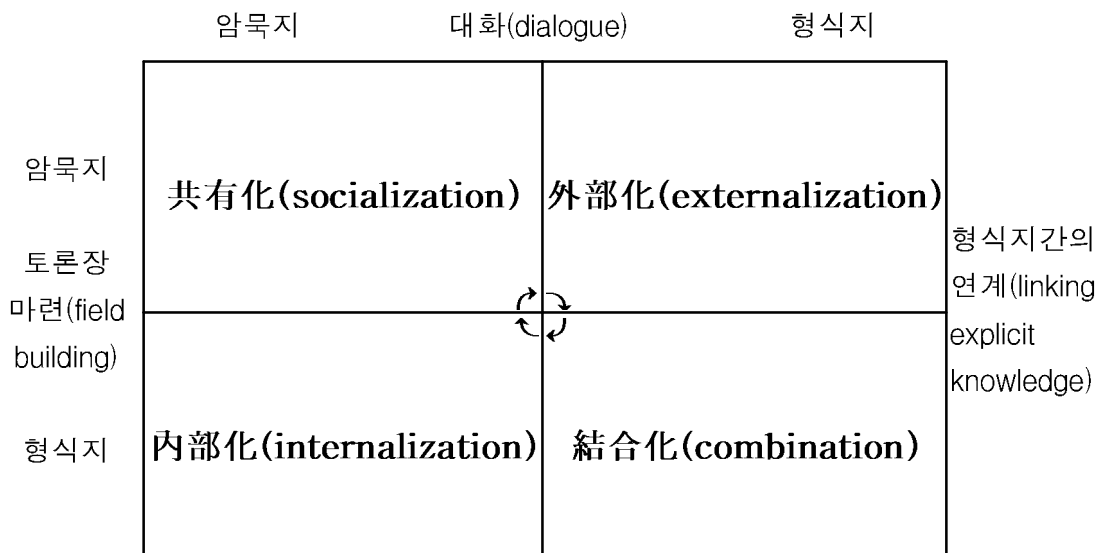 암묵지 대화(dialogue) 형식지
암묵지
共有化(socialization) 外部化(externalization)
토론장
마련(field
building)
형식지간의
연계(linking
explicit
knowledge)
형식지
内部化(internalization) 結合化(combination)